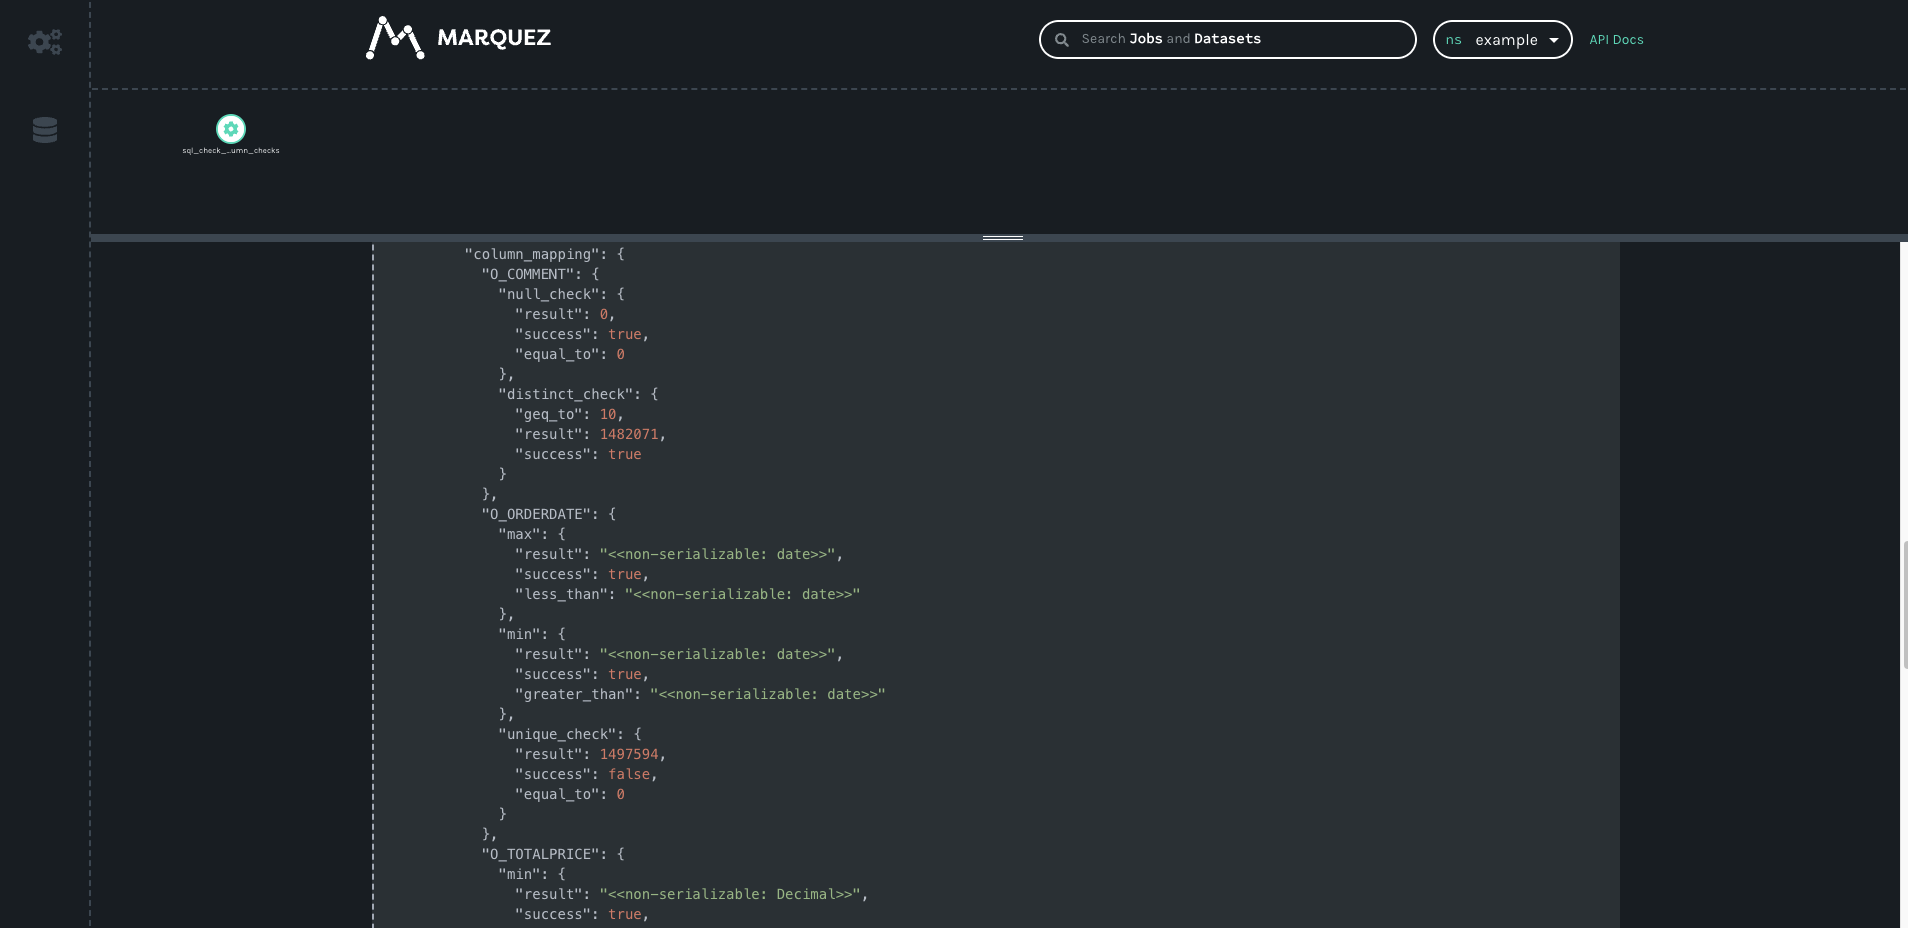 MARQUEZ
Search Jobs and Datasets
ns example
API Docs
sql_check_...umn_checks
"column_mapping": {
"O_COMMENT": {
"null_check": {
"result": 0,
"success": true,
"equal_to": 0
},
"distinct_check": {
"geq_to": 10,
"result": 1482071,
"success": true
}
},
"O_ORDERDATE": {
"max": {
"result": "<<non-serializable: date>>",
"success": true,
"less_than": "<<non-serializable: date>>"
},
"min": {
"result": "<<non-serializable: date>>",
"success": true,
"greater_than": "<<non-serializable: date>>"
},
"unique_check": {
"result": 1497594,
"success": false,
"equal_to": 0
}
},
"O_TOTALPRICE": {
"min": {
"result": "<<non-serializable: Decimal>>",
"success": true,